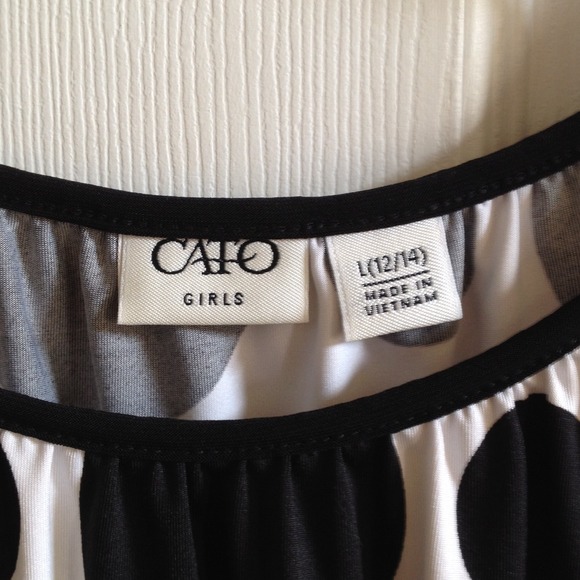 CATO
GIRLS
L(12/14)
MADE IN
VIETNAM